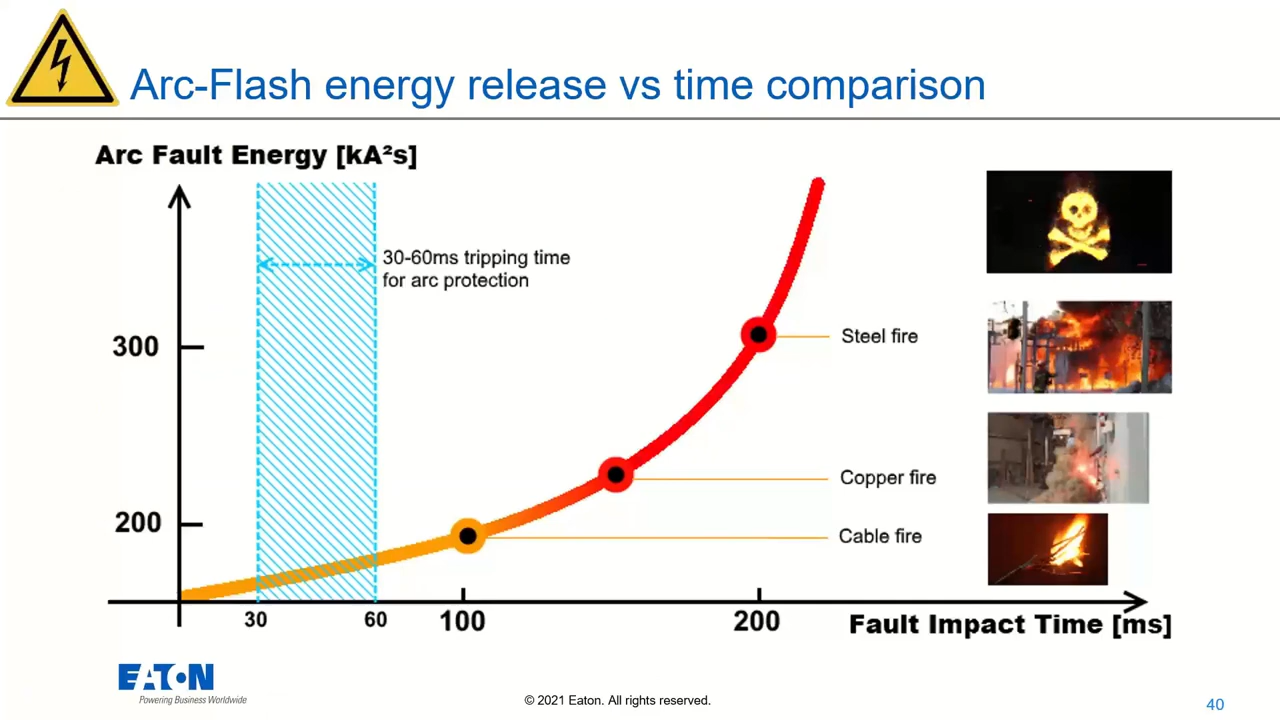 Arc-Flash energy release vs time comparison
Arc Fault Energy [kA²s]
30-60ms tripping time
for arc protection
300
Steel fire
Copper fire
200
Cable fire
30
60
100
200
Fault Impact Time [ms]
EATON
Powering Business Worldwide
© 2021 Eaton. All rights reserved.
40